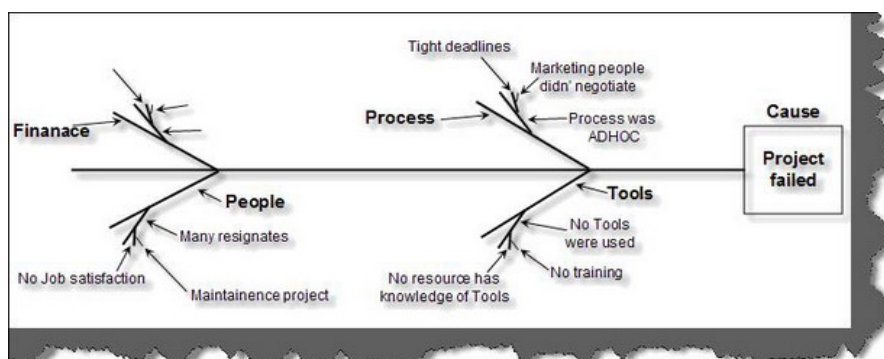 Tight deadlines
Marketing people
didn' negotiate
Finanace
Process
Process was
ADHOC
Cause
Project
failed
People
Tools
Many resignates
No Tools
were used
No Job satisfaction
No resource has
knowledge of Tools
No training
Maintainence project